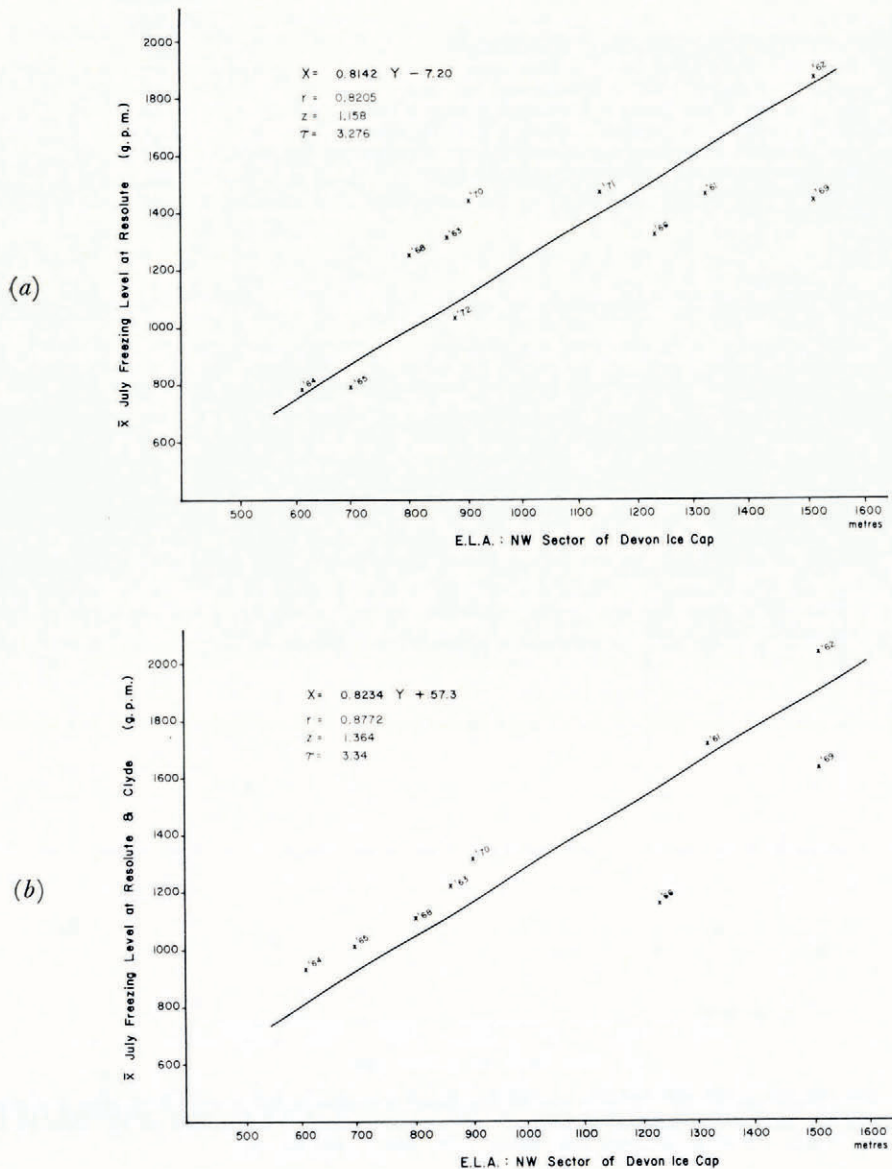 (a)
X̄ July Freezing Level at Resolute (g.p.m.)
2000
1800
1600
1400
1200
1000
800
600
X = 0.8142 Y − 7.20
r = 0.8205
z = 1.158
τ = 3.276
'62
'70
'71
'61
'69
'63
'68
'66
'72
'64
'65
500 600 700 800 900 1000 1100 1200 1300 1400 1500 1600
metres
E.L.A. : NW Sector of Devon Ice Cap
(b)
X̄ July Freezing Level at Resolute & Clyde (g.p.m.)
2000
1800
1600
1400
1200
1000
800
600
X = 0.8234 Y + 57.3
r = 0.8772
z = 1.364
τ = 3.34
'62
'61
'69
'70
'63
'68
'66
'65
'64
500 600 700 800 900 1000 1100 1200 1300 1400 1500 1600
metres
E.L.A. : NW Sector of Devon Ice Cap